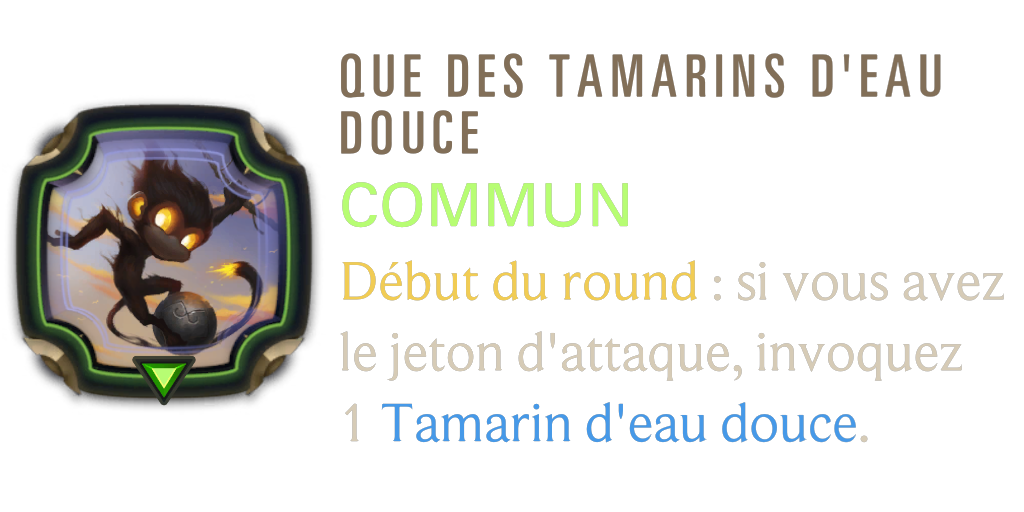 QUE DES TAMARINS D'EAU
DOUCE
COMMUN
Début du round : si vous avez
le jeton d'attaque, invoquez
1 Tamarin d'eau douce.